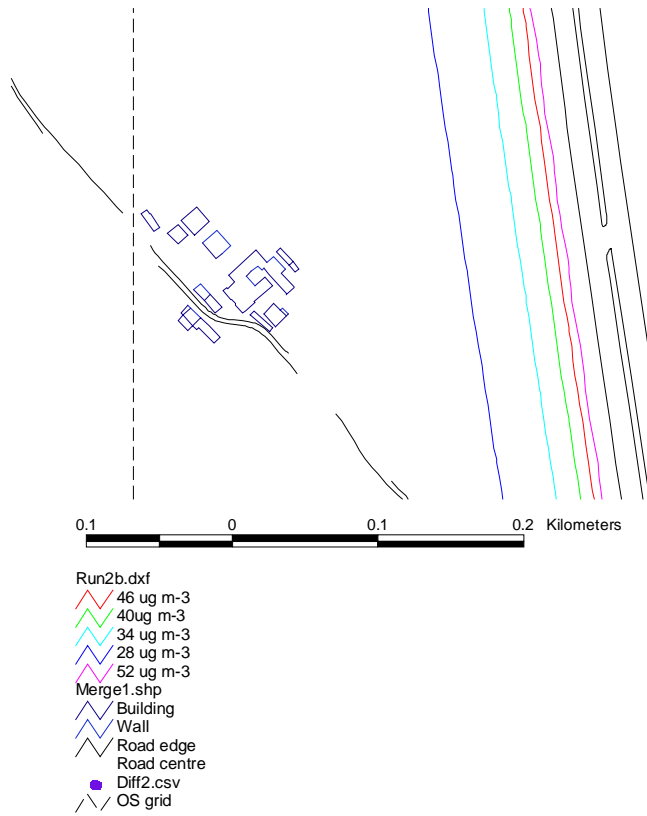 0.1 0 0.1 0.2 Kilometers
Run2b.dxf
46 ug m-3
40ug m-3
34 ug m-3
28 ug m-3
52 ug m-3
Merge1.shp
Building
Wall
Road edge
Road centre
Diff2.csv
OS grid